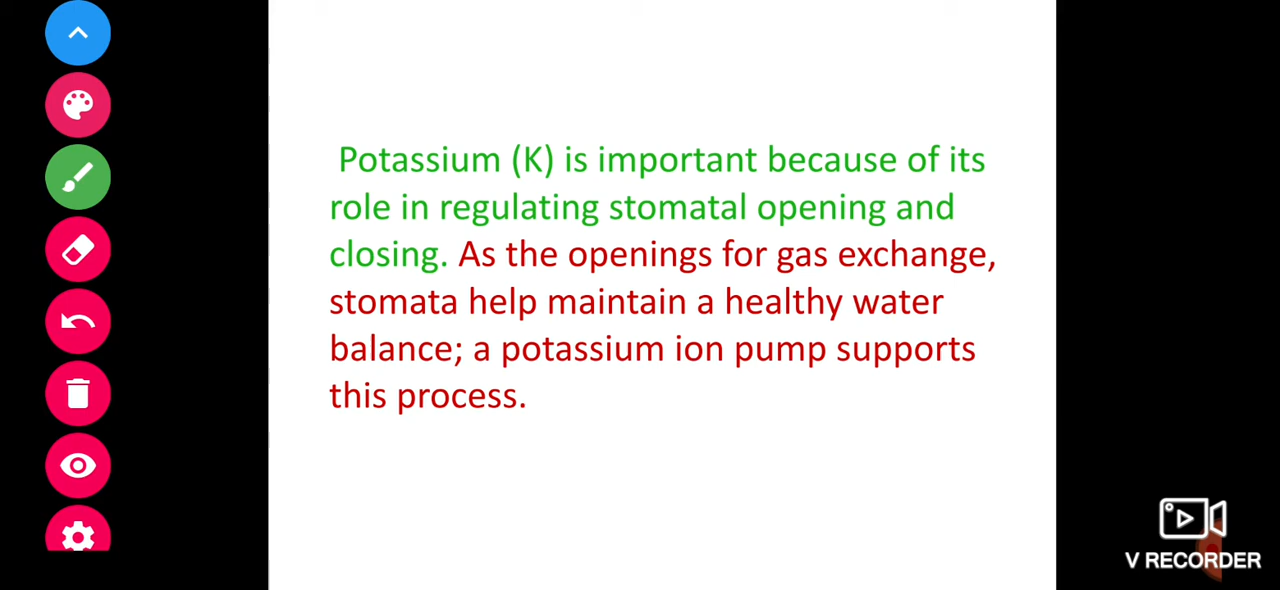 Potassium (K) is important because of its
role in regulating stomatal opening and
closing. As the openings for gas exchange,
stomata help maintain a healthy water
balance; a potassium ion pump supports
this process.
V RECORDER